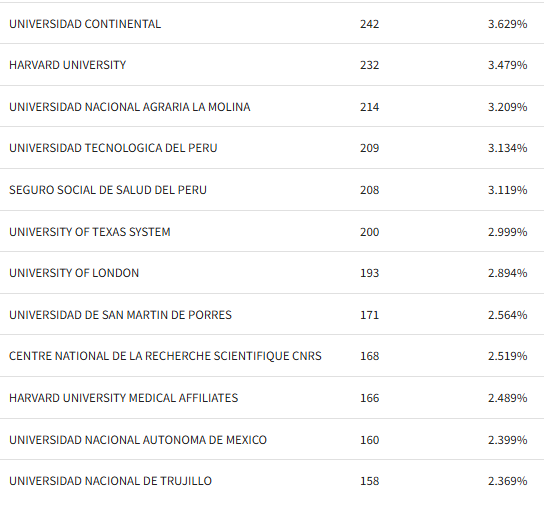 UNIVERSIDAD CONTINENTAL 242 3.629%
HARVARD UNIVERSITY 232 3.479%
UNIVERSIDAD NACIONAL AGRARIA LA MOLINA 214 3.209%
UNIVERSIDAD TECNOLOGICA DEL PERU 209 3.134%
SEGURO SOCIAL DE SALUD DEL PERU 208 3.119%
UNIVERSITY OF TEXAS SYSTEM 200 2.999%
UNIVERSITY OF LONDON 193 2.894%
UNIVERSIDAD DE SAN MARTIN DE PORRES 171 2.564%
CENTRE NATIONAL DE LA RECHERCHE SCIENTIFIQUE CNRS 168 2.519%
HARVARD UNIVERSITY MEDICAL AFFILIATES 166 2.489%
UNIVERSIDAD NACIONAL AUTONOMA DE MEXICO 160 2.399%
UNIVERSIDAD NACIONAL DE TRUJILLO 158 2.369%